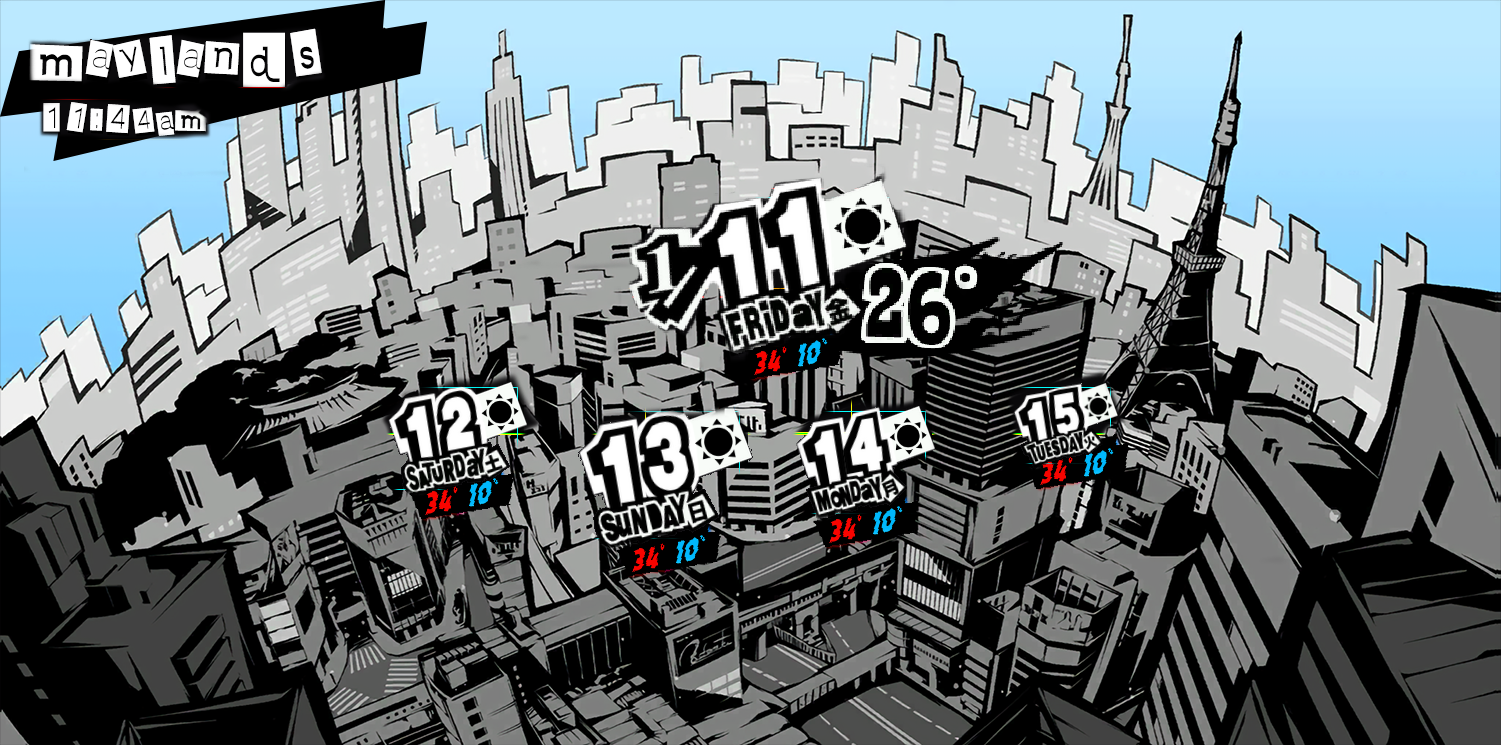 maylands
11:44am
1/11
FRiDaY金
26°
34° 10°
12
SaTURDaY土
34° 10°
13
SUNDAY日
34° 10°
14
MONDaY月
34° 10°
15
TUESDAY火
34° 10°